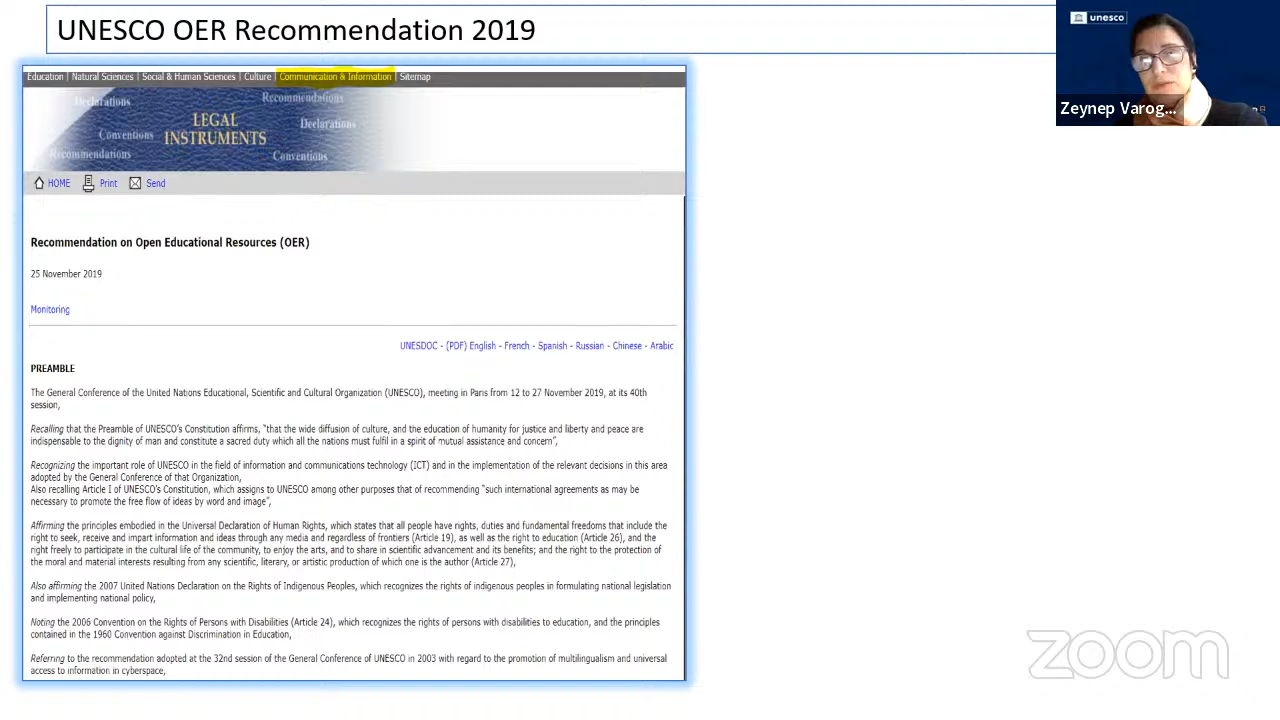 UNESCO OER Recommendation 2019
unesco
Zeynep Varog...
Education | Natural Sciences | Social & Human Sciences | Culture | Communication & Information | Sitemap
Declarations
Recommendations
LEGAL
INSTRUMENTS
Declarations
Conventions
Recommendations
Conventions
HOME Print Send
Recommendation on Open Educational Resources (OER)
25 November 2019
Monitoring
UNESDOC - (PDF) English - French - Spanish - Russian - Chinese - Arabic
PREAMBLE
The General Conference of the United Nations Educational, Scientific and Cultural Organization (UNESCO), meeting in Paris from 12 to 27 November 2019, at its 40th
session,
Recalling that the Preamble of UNESCO's Constitution affirms, “that the wide diffusion of culture, and the education of humanity for justice and liberty and peace are
indispensable to the dignity of man and constitute a sacred duty which all the nations must fulfil in a spirit of mutual assistance and concern”,
Recognizing the important role of UNESCO in the field of information and communications technology (ICT) and in the implementation of the relevant decisions in this area
adopted by the General Conference of that Organization,
Also recalling Article I of UNESCO's Constitution, which assigns to UNESCO among other purposes that of recommending “such international agreements as may be
necessary to promote the free flow of ideas by word and image”,
Affirming the principles embodied in the Universal Declaration of Human Rights, which states that all people have rights, duties and fundamental freedoms that include the
right to seek, receive and impart information and ideas through any media and regardless of frontiers (Article 19), as well as the right to education (Article 26), and the
right freely to participate in the cultural life of the community, to enjoy the arts, and to share in scientific advancement and its benefits; and the right to the protection of
the moral and material interests resulting from any scientific, literary, or artistic production of which one is the author (Article 27),
Also affirming the 2007 United Nations Declaration on the Rights of Indigenous Peoples, which recognizes the rights of indigenous peoples in formulating national legislation
and implementing national policy,
Noting the 2006 Convention on the Rights of Persons with Disabilities (Article 24), which recognizes the rights of persons with disabilities to education, and the principles
contained in the 1960 Convention against Discrimination in Education,
Referring to the recommendation adopted at the 32nd session of the General Conference of UNESCO in 2003 with regard to the promotion of multilingualism and universal
access to information in cyberspace,
zoom